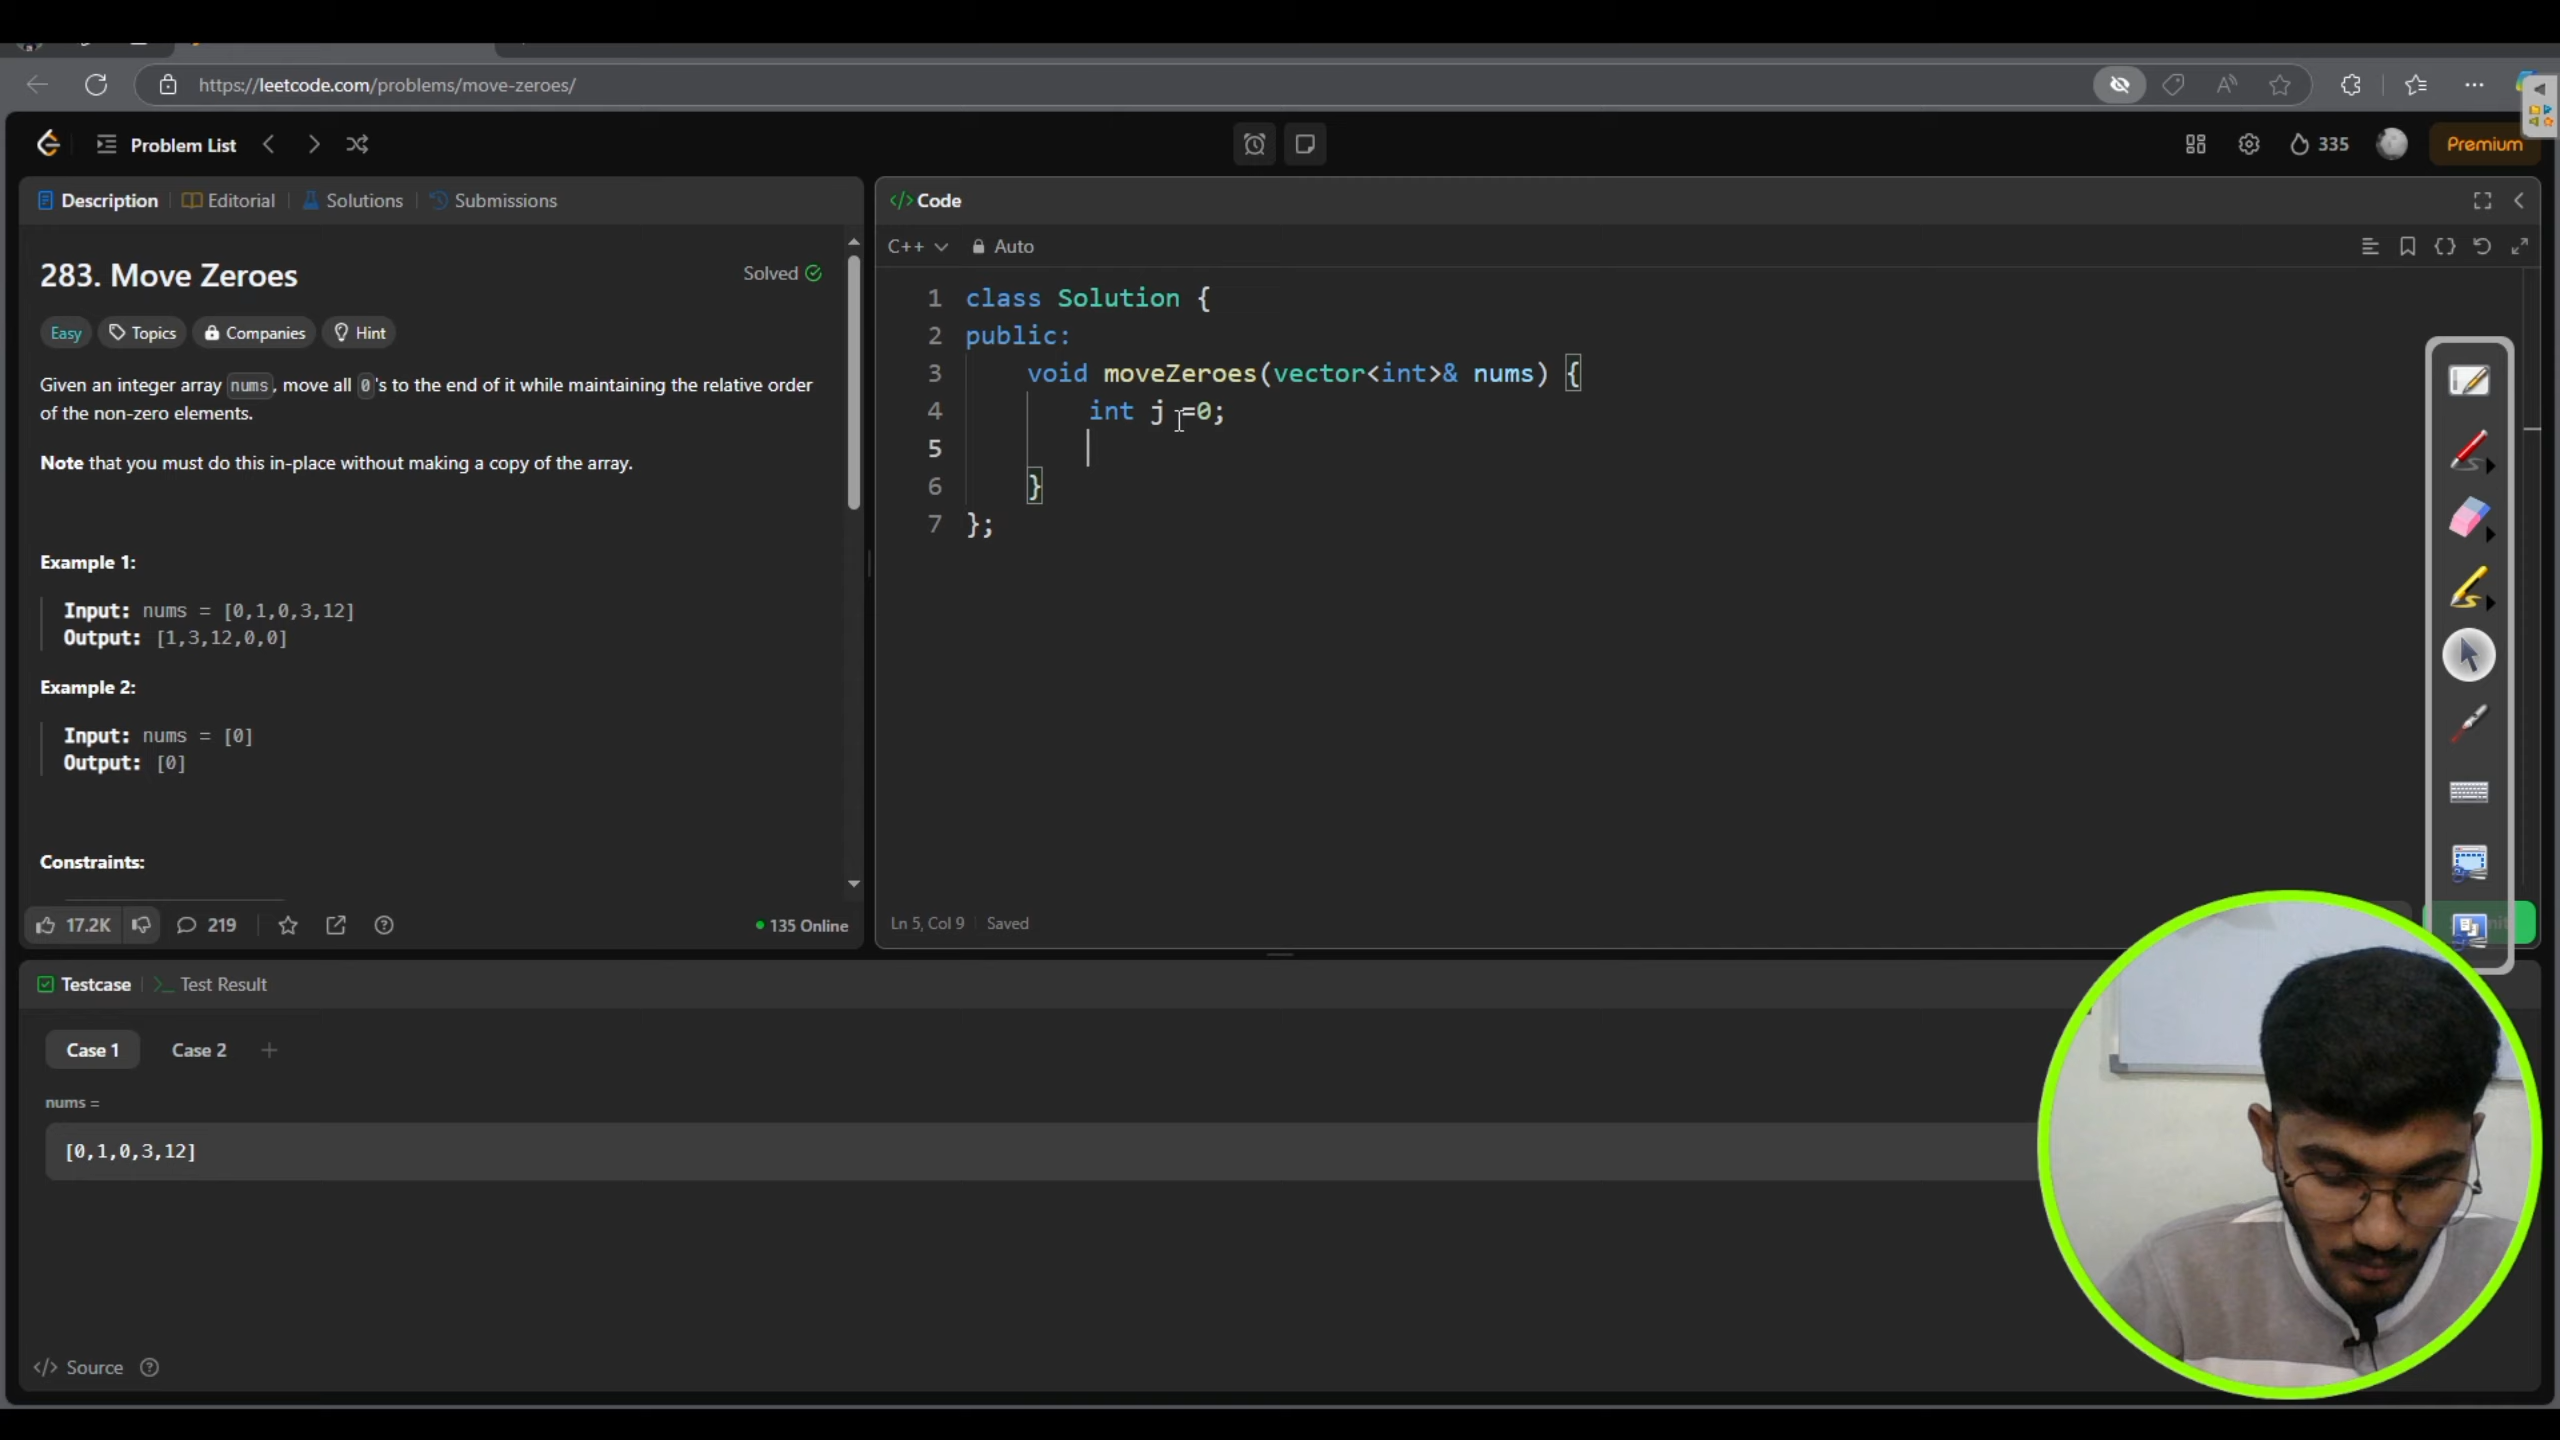 https://leetcode.com/problems/move-zeroes/
Problem List
335
Premium
Description
Editorial
Solutions
Submissions
283. Move Zeroes
Solved
Easy
Topics
Companies
Hint
Given an integer array nums, move all 0's to the end of it while maintaining the relative order
of the non-zero elements.
Note that you must do this in-place without making a copy of the array.
Example 1:
Input: nums = [0,1,0,3,12]
Output: [1,3,12,0,0]
Example 2:
Input: nums = [0]
Output: [0]
Constraints:
17.2K
219
135 Online
</> Code
C++
Auto
1 class Solution {
2 public:
3 void moveZeroes(vector<int>& nums) {
4 int j =0;
5
6 }
7 };
Ln 5, Col 9
Saved
Testcase
Test Result
Case 1
Case 2
nums =
[0,1,0,3,12]
</> Source